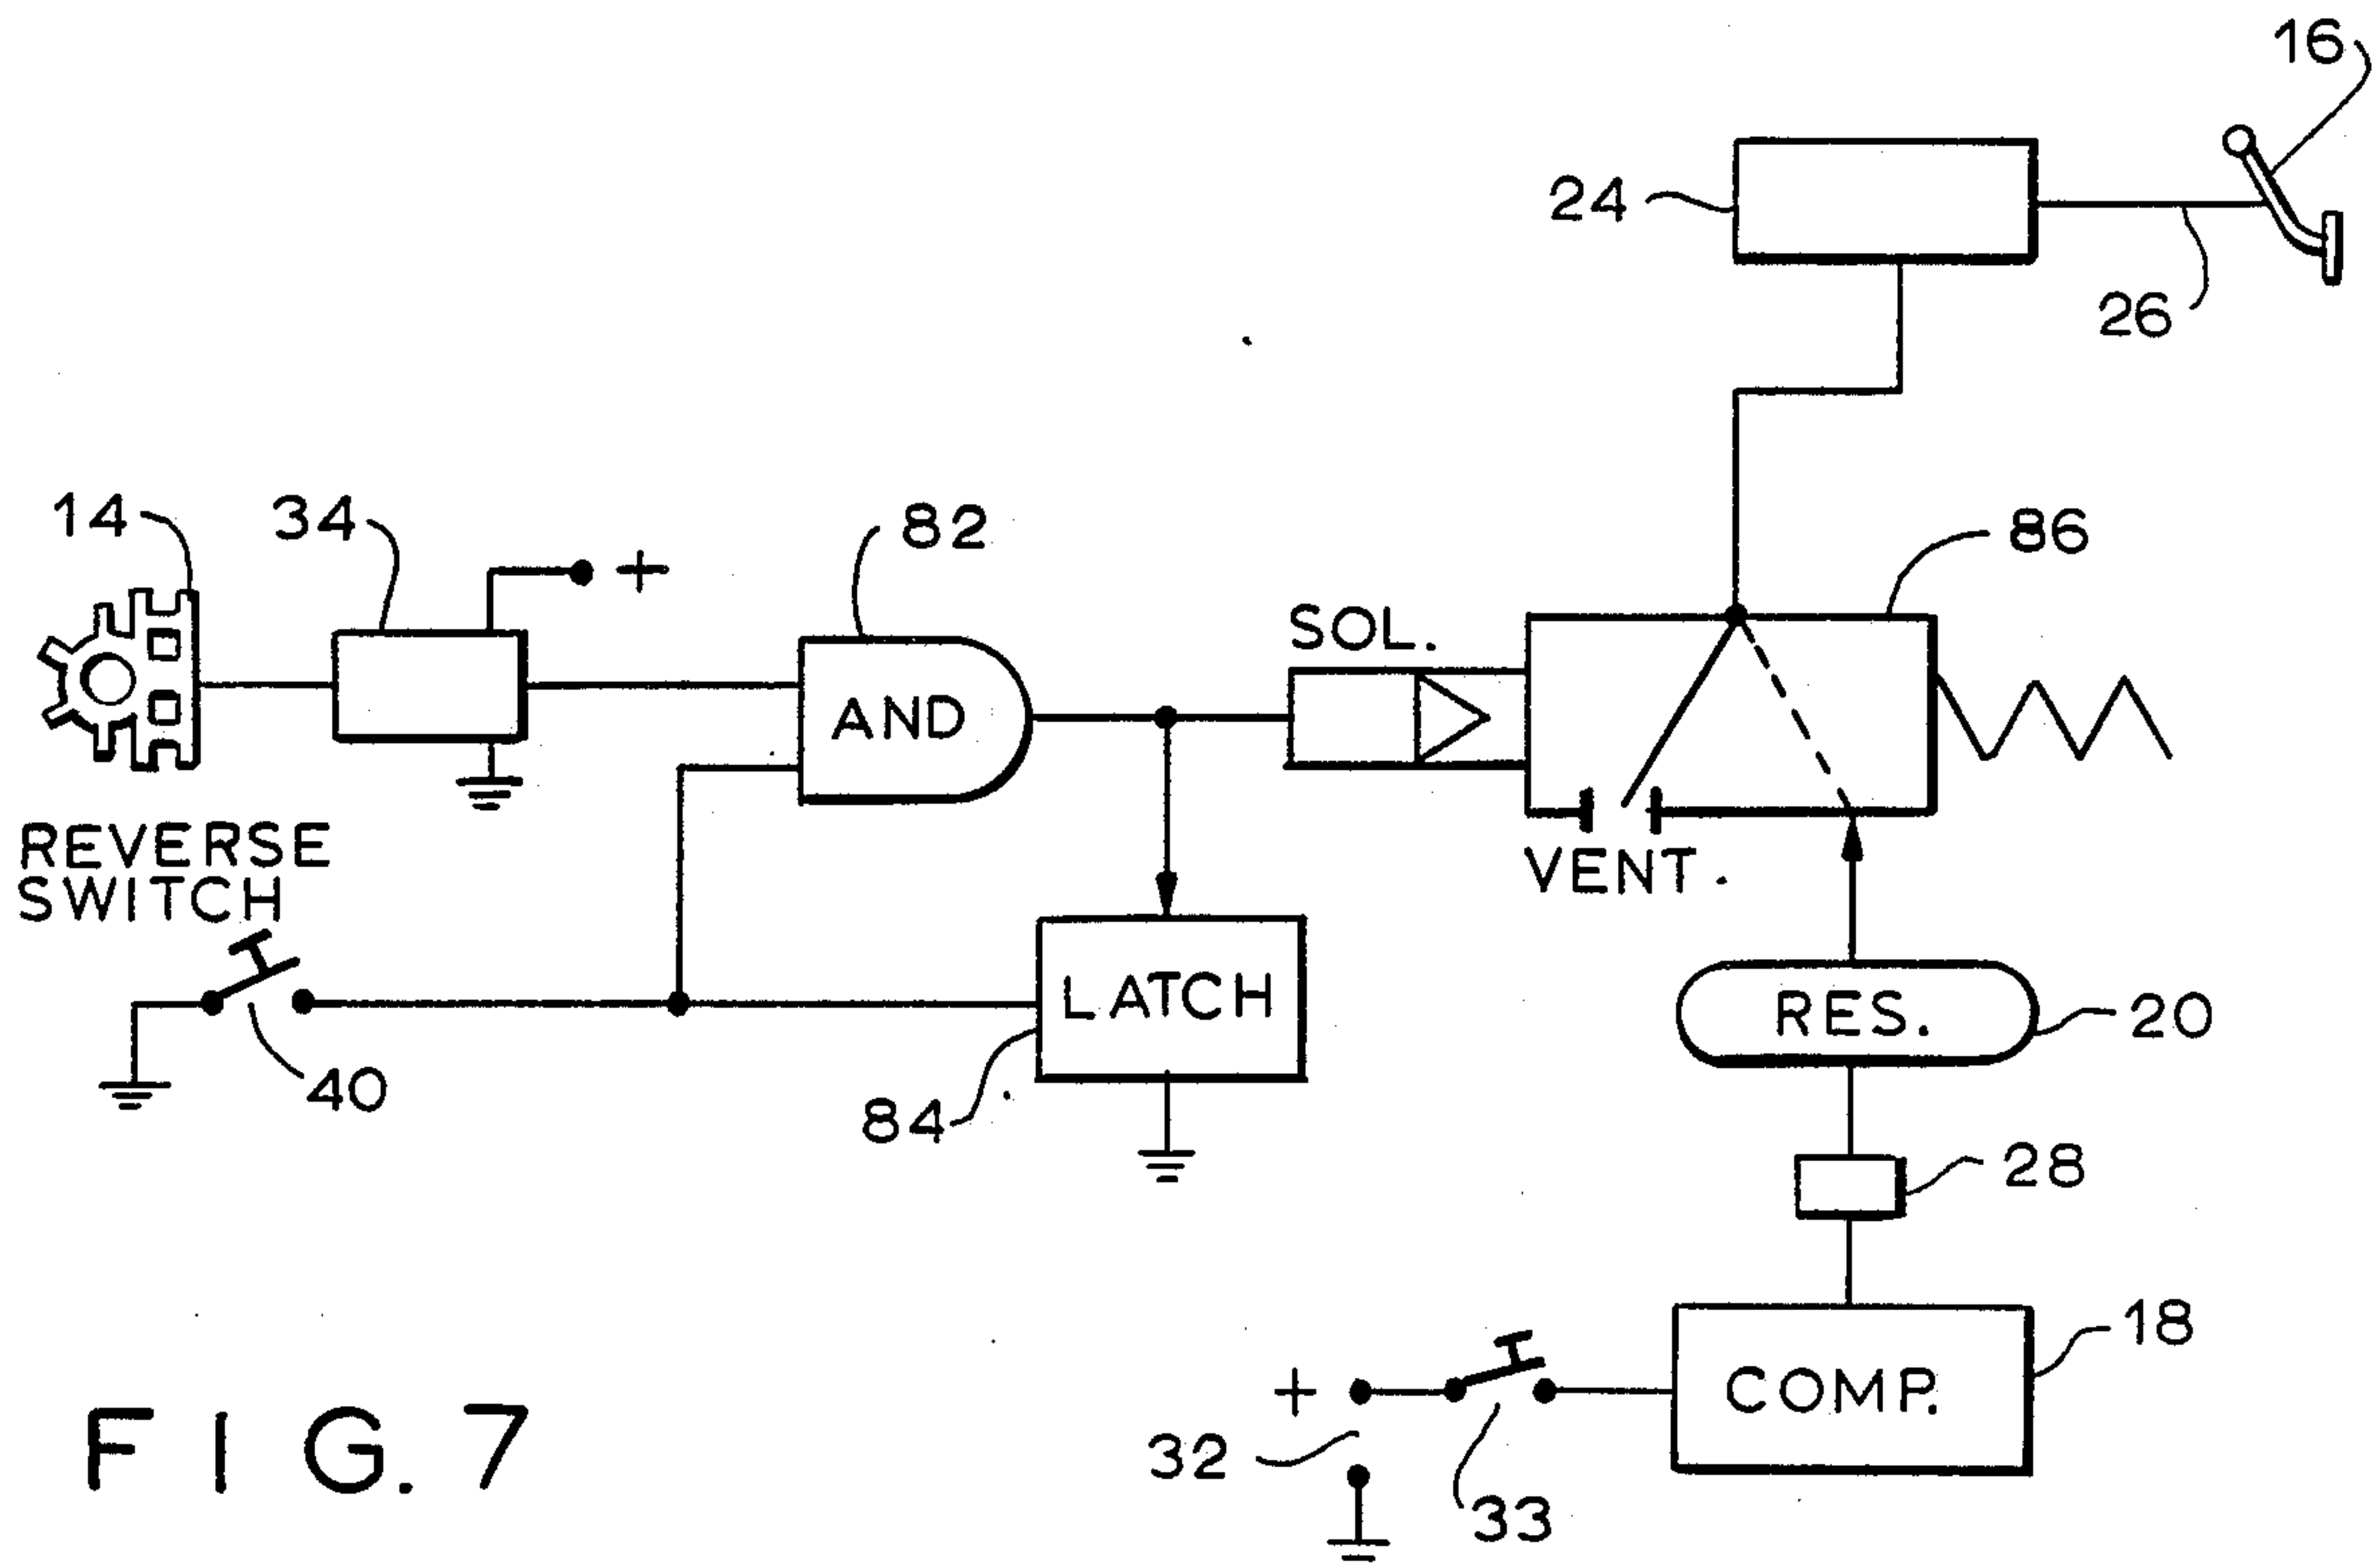 16
24
26
14
34
+
82
86
SOL.
AND
REVERSE
SWITCH
VENT.
LATCH
RES.
20
40
84
28
18
+
COMP.
32
33
FIG. 7